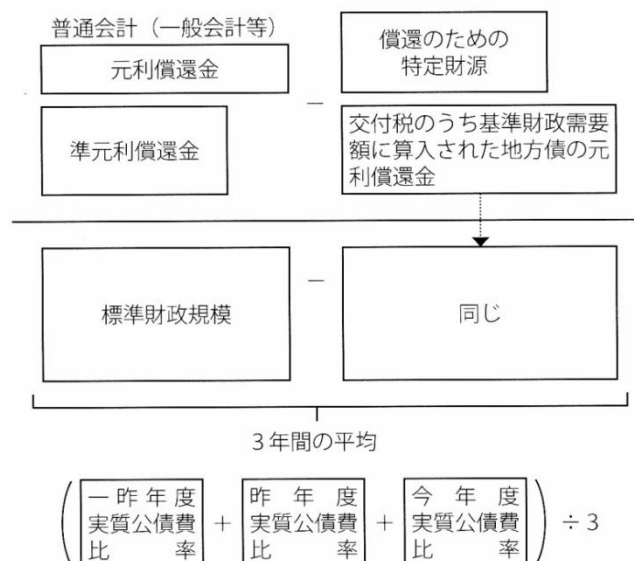 普通会計（一般会計等）
元利償還金
準元利償還金
－
償還のための
特定財源
交付税のうち基準財政需要
額に算入された地方債の元
利償還金
標準財政規模
－
同じ
3年間の平均
(
一昨年度
実質公債費
比率
+
昨年度
実質公債費
比率
+
今年度
実質公債費
比率
) ÷3